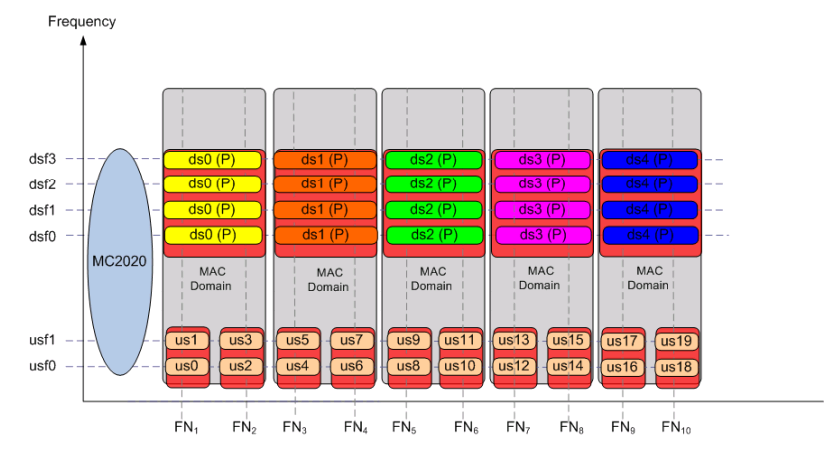 Frequency
dsf3 ds0 (P) ds1 (P) ds2 (P) ds3 (P) ds4 (P)
dsf2 ds0 (P) ds1 (P) ds2 (P) ds3 (P) ds4 (P)
dsf1 ds0 (P) ds1 (P) ds2 (P) ds3 (P) ds4 (P)
dsf0 ds0 (P) ds1 (P) ds2 (P) ds3 (P) ds4 (P)
MC2020
MAC MAC MAC MAC MAC
Domain Domain Domain Domain Domain
usf1 us1 us3 us5 us7 us9 us11 us13 us15 us17 us19
usf0 us0 us2 us4 us6 us8 us10 us12 us14 us16 us18
FN₁ FN₂ FN₃ FN₄ FN₅ FN₆ FN₇ FN₈ FN₉ FN₁₀